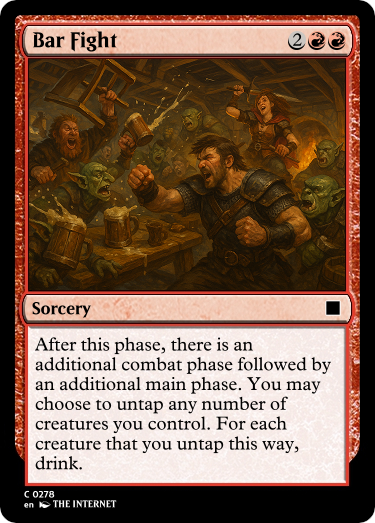 Bar Fight 2
Sorcery
After this phase, there is an
additional combat phase followed by
an additional main phase. You may
choose to untap any number of
creatures you control. For each
creature that you untap this way,
drink.
C 0278
en THE INTERNET